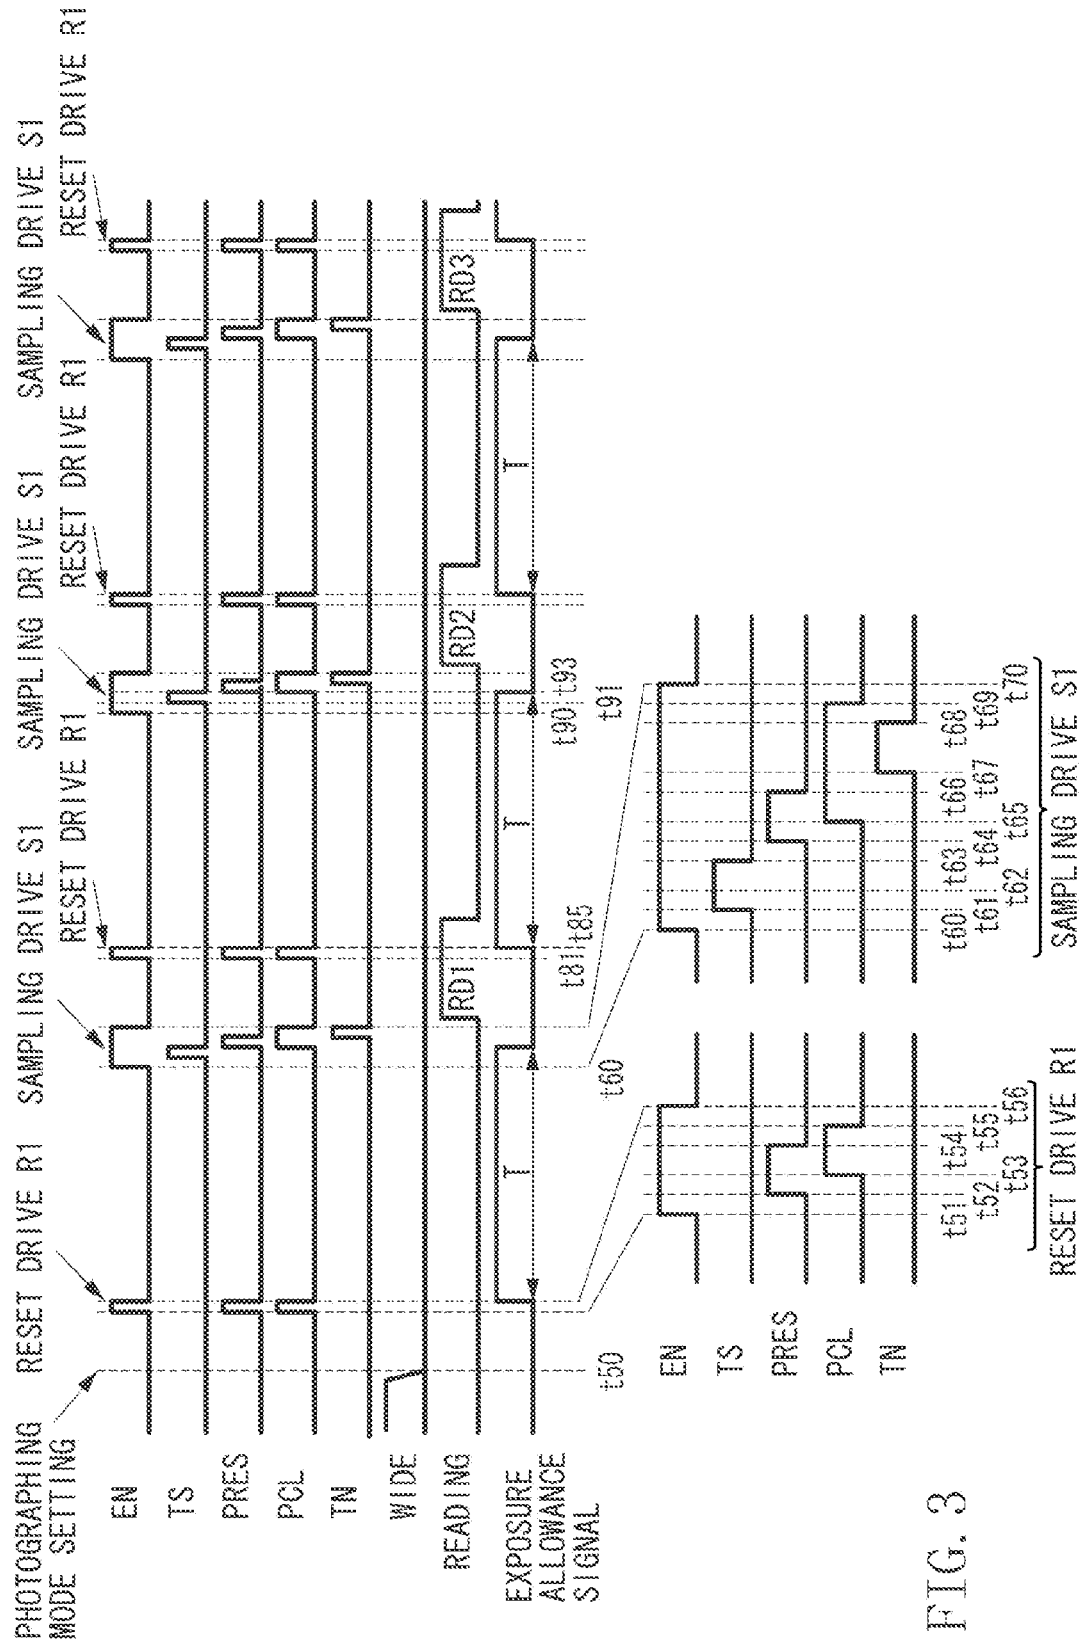 PHOTOGRAPHING
MODE SETTING
RESET DRIVE R1
SAMPLING DRIVE S1
RESET DRIVE R1
SAMPLING DRIVE S1
RESET DRIVE R1
SAMPLING DRIVE S1
RESET DRIVE R1
EN
TS
PRES
PCL
TN
WIDE
READING
RD1
RD2
RD3
EXPOSURE
ALLOWANCE
SIGNAL
T
T
T
t50
t60
t81
t85
t90
t93
t91
EN
TS
PRES
PCL
TN
t51
t52
t53
t54
t55
t56
RESET DRIVE R1
t60
t61
t62
t63
t64
t65
t66
t67
t68
t69
t70
SAMPLING DRIVE S1
FIG. 3